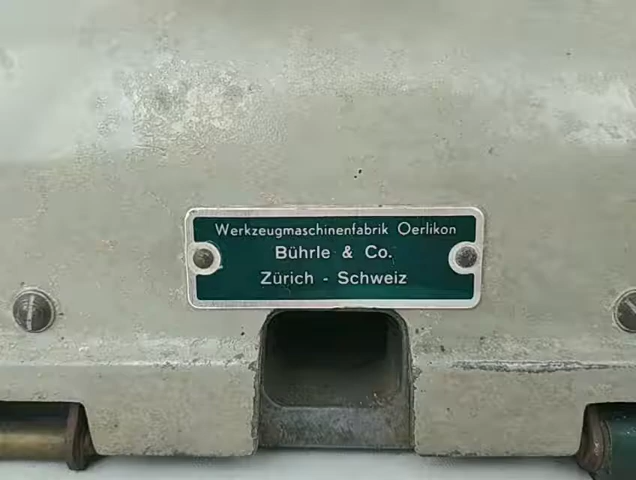 Werkzeugmaschinenfabrik Oerlikon
Bührle & Co.
Zürich - Schweiz